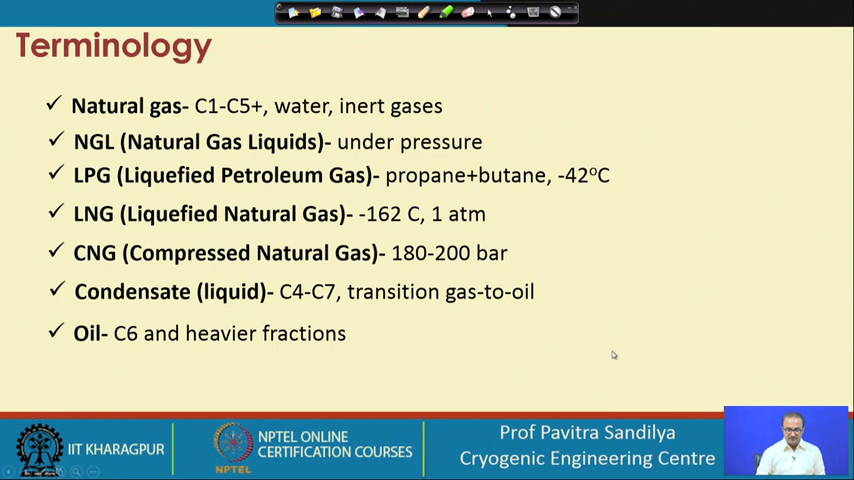 Terminology
✓ Natural gas- C1-C5+, water, inert gases
✓ NGL (Natural Gas Liquids)- under pressure
✓ LPG (Liquefied Petroleum Gas)- propane+butane, -42°C
✓ LNG (Liquefied Natural Gas)- -162 C, 1 atm
✓ CNG (Compressed Natural Gas)- 180-200 bar
✓ Condensate (liquid)- C4-C7, transition gas-to-oil
✓ Oil- C6 and heavier fractions
IIT KHARAGPUR
NPTEL
NPTEL ONLINE
CERTIFICATION COURSES
Prof Pavitra Sandilya
Cryogenic Engineering Centre